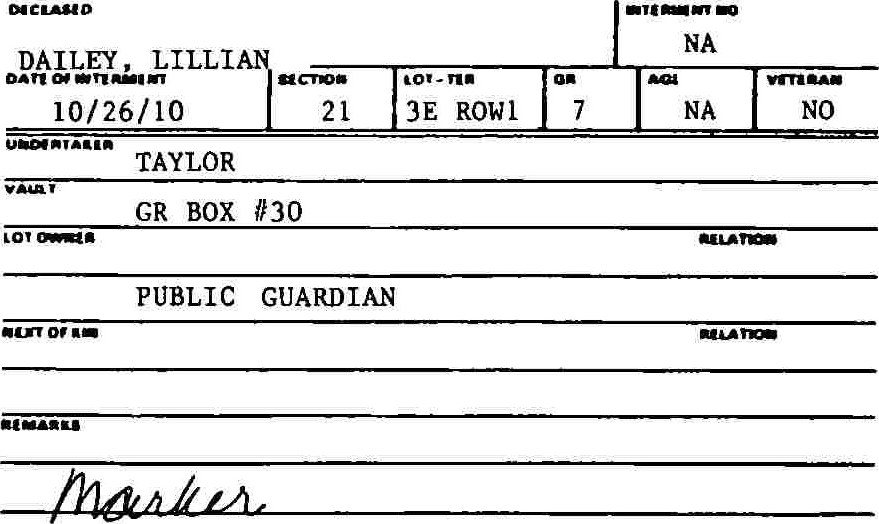 DECEASED INTERMENT NO
DAILEY, LILLIAN NA
DATE OF INTERMENT SECTION LOT - TER GR AGE VETERAN
10/26/10 21 3E ROW1 7 NA NO
UNDERTAKER
TAYLOR
VAULT
GR BOX #30
LOT OWNER RELATION
PUBLIC GUARDIAN
NEXT OF KIN RELATION
REMARKS
Marker